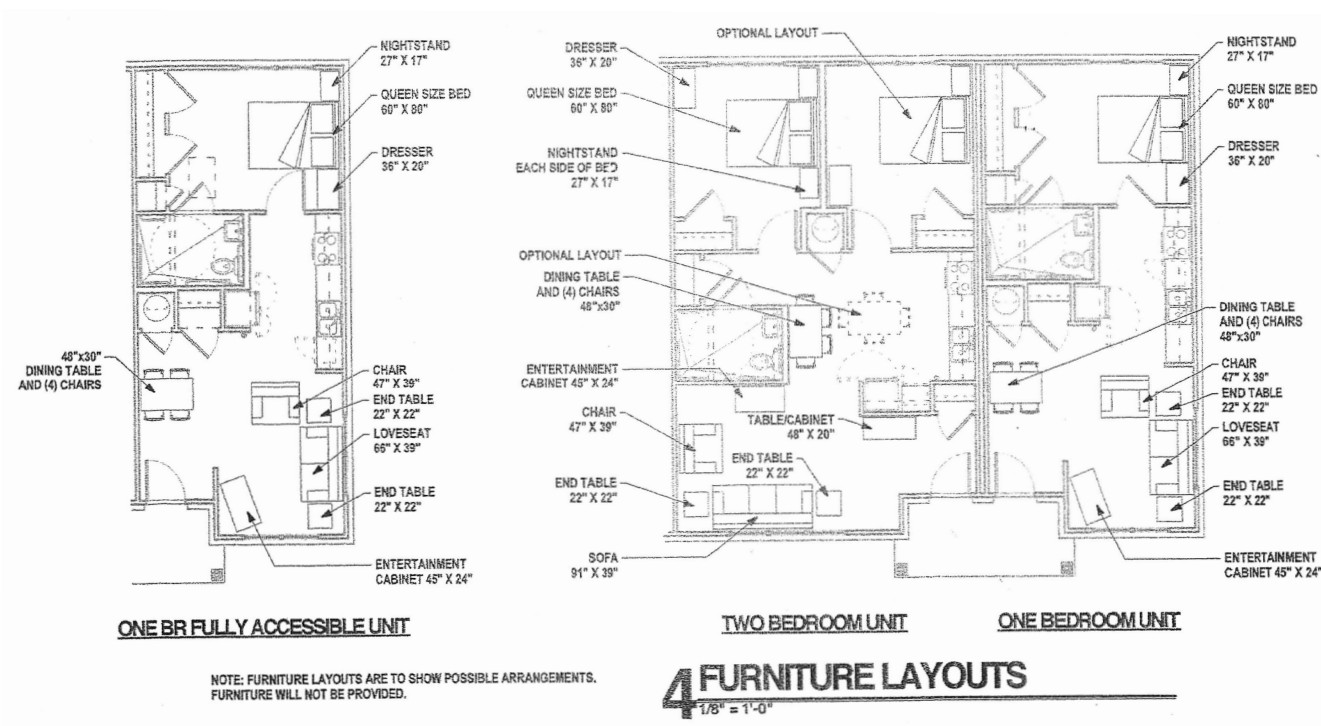 NIGHTSTAND
27" X 17"
QUEEN SIZE BED
60" X 80"
DRESSER
36" X 20"
48"x30"
DINING TABLE
AND (4) CHAIRS
CHAIR
47" X 39"
END TABLE
22" X 22"
LOVESEAT
66" X 39"
END TABLE
22" X 22"
ENTERTAINMENT
CABINET 45" X 24"
ONE BR FULLY ACCESSIBLE UNIT
OPTIONAL LAYOUT
DRESSER
36" X 20"
QUEEN SIZE BED
60" X 80"
NIGHTSTAND
EACH SIDE OF BED
27" X 17"
OPTIONAL LAYOUT
DINING TABLE
AND (4) CHAIRS
48"x30"
ENTERTAINMENT
CABINET 45" X 24"
CHAIR
47" X 39"
TABLE/CABINET
48" X 20"
END TABLE
22" X 22"
END TABLE
22" X 22"
SOFA
91" X 39"
TWO BEDROOM UNIT
NIGHTSTAND
27" X 17"
QUEEN SIZE BED
60" X 80"
DRESSER
36" X 20"
DINING TABLE
AND (4) CHAIRS
48"x30"
CHAIR
47" X 39"
END TABLE
22" X 22"
LOVESEAT
66" X 39"
END TABLE
22" X 22"
ENTERTAINMENT
CABINET 45" X 24"
ONE BEDROOM UNIT
NOTE: FURNITURE LAYOUTS ARE TO SHOW POSSIBLE ARRANGEMENTS.
FURNITURE WILL NOT BE PROVIDED.
4 FURNITURE LAYOUTS
1/8" = 1'-0"